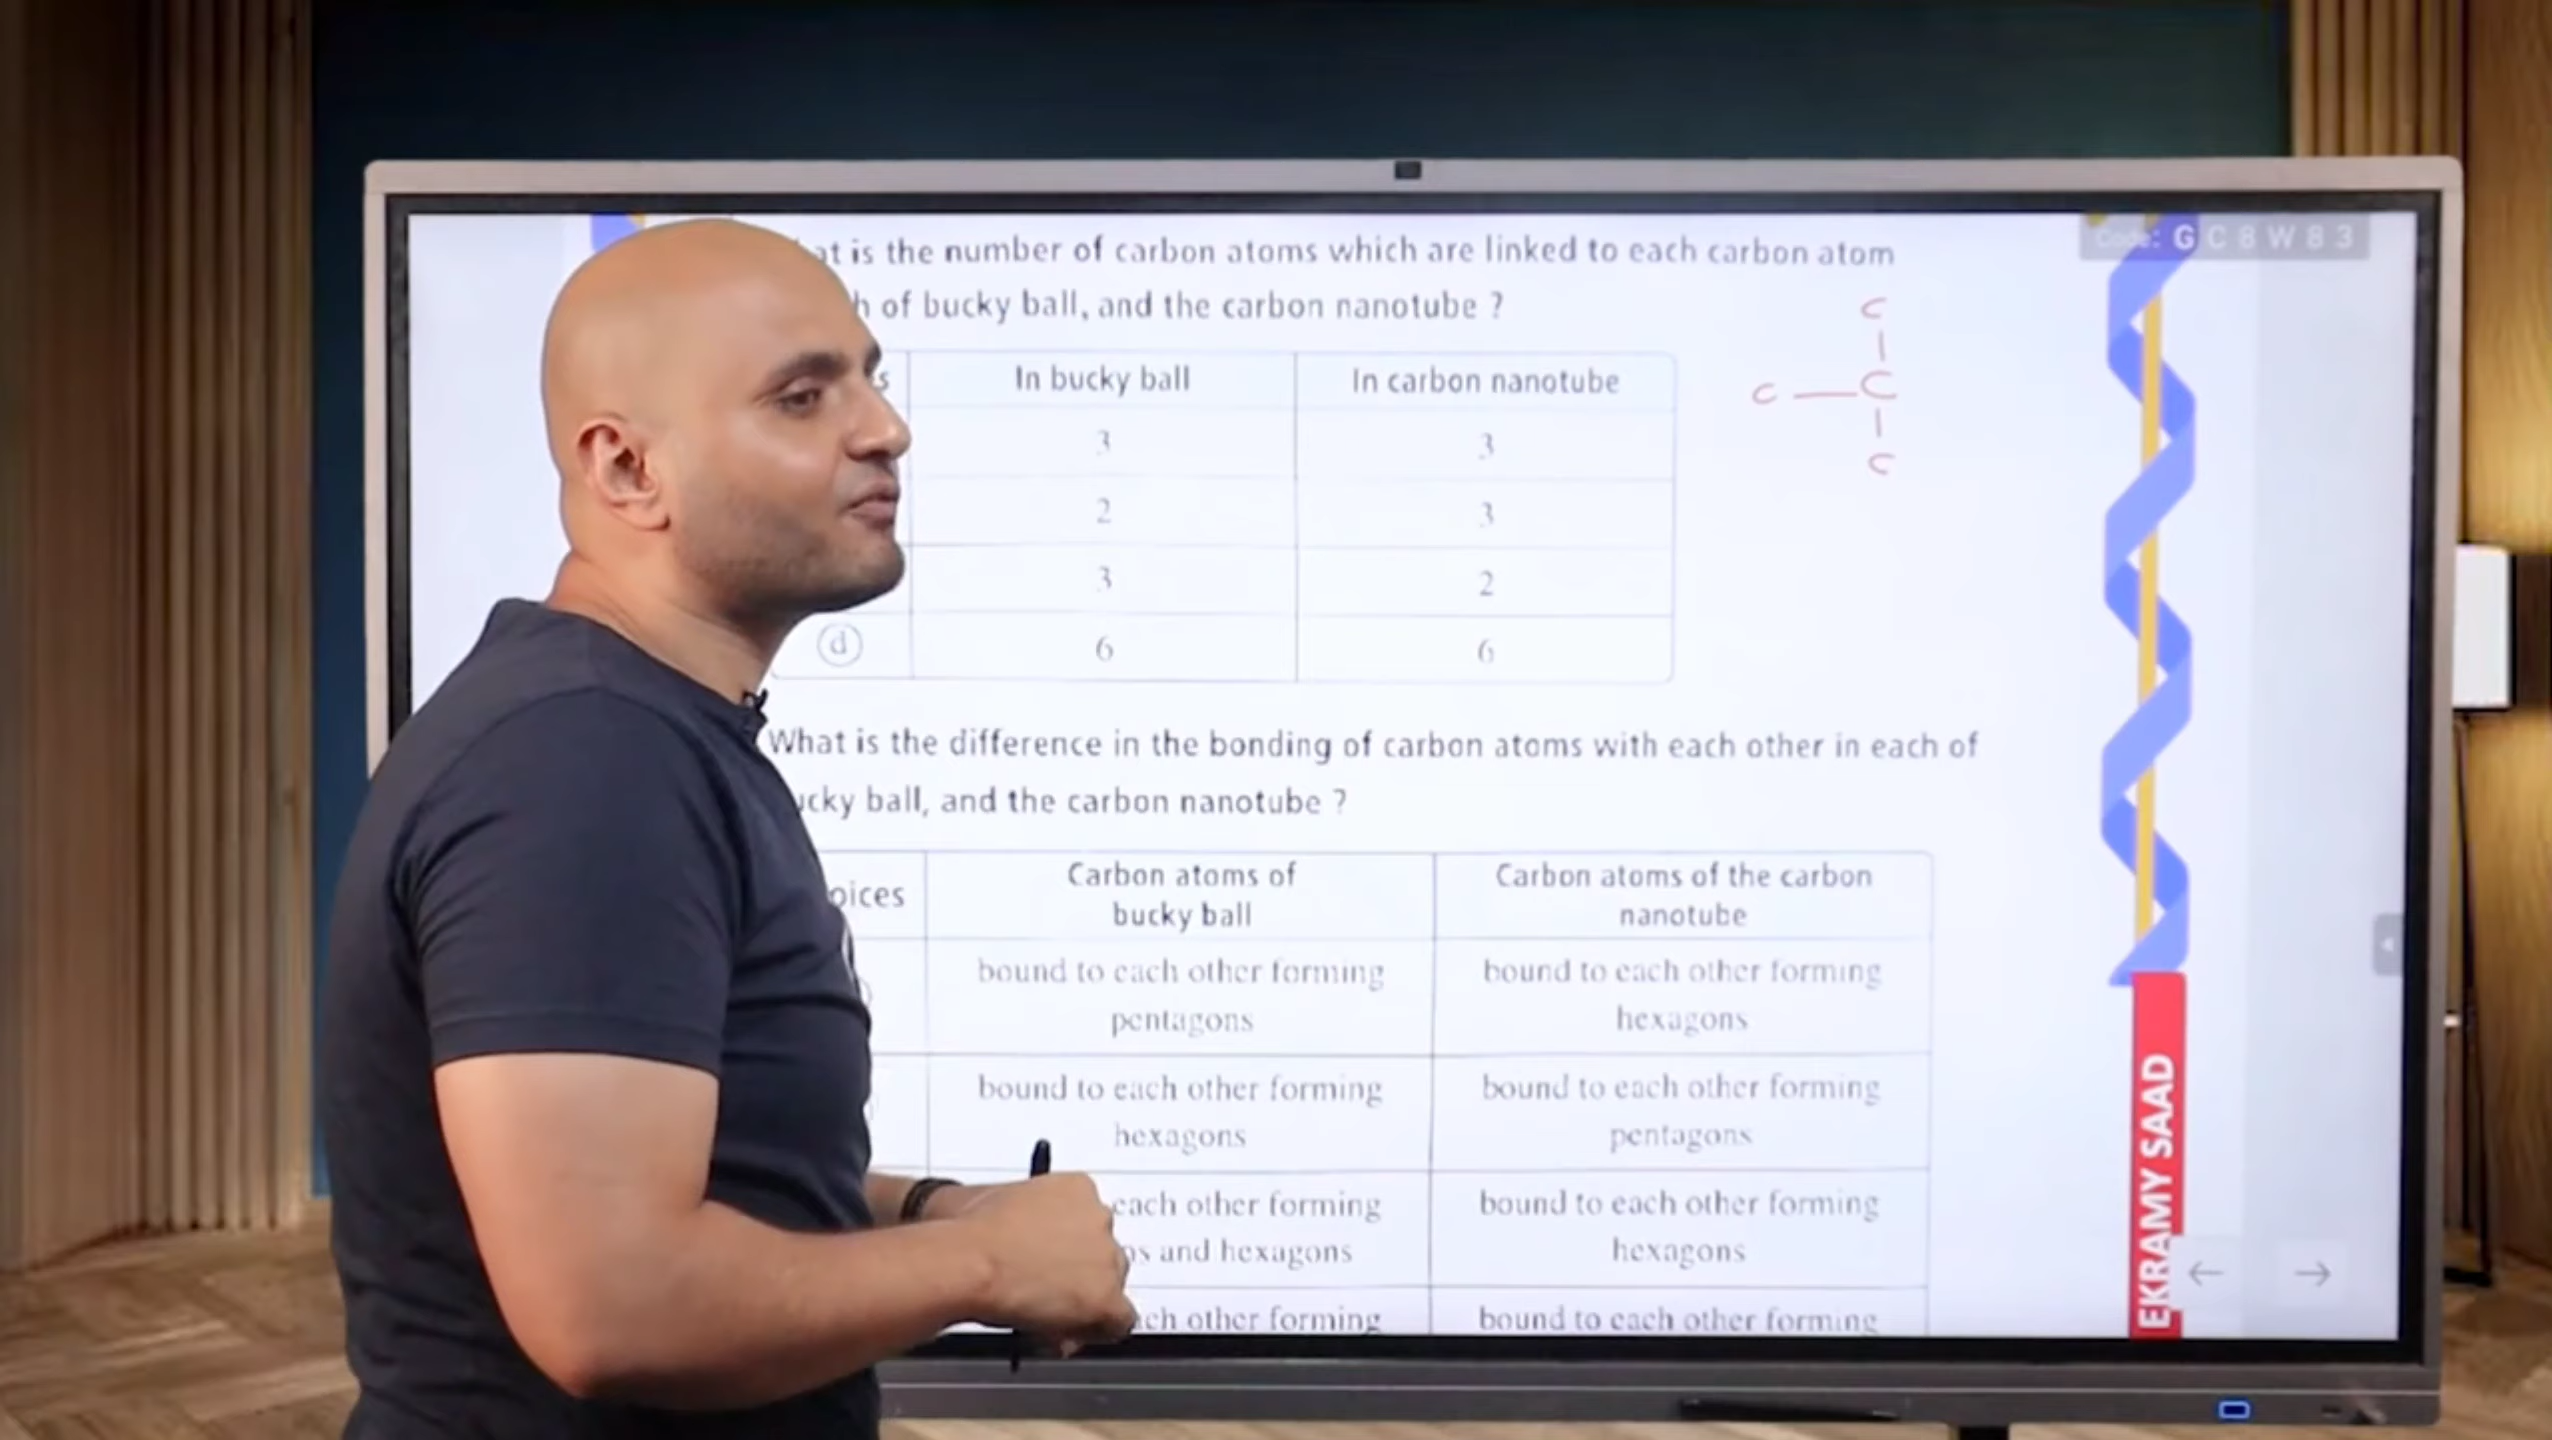 is the number of carbon atoms which are linked to each carbon atom
of bucky ball, and the carbon nanotube ?
Code: G C 8 W 8 3
In bucky ball
In carbon nanotube
3
3
2
3
3
2
d
6
6
C
C
C
C
What is the difference in the bonding of carbon atoms with each other in each of
ball, and the carbon nanotube ?
Carbon atoms of
bucky ball
Carbon atoms of the carbon
nanotube
bound to each other forming
pentagons
bound to each other forming
hexagons
bound to each other forming
hexagons
bound to each other forming
pentagons
each other forming
and hexagons
bound to each other forming
hexagons
other forming
bound to each other forming
EKRAMY SAAD